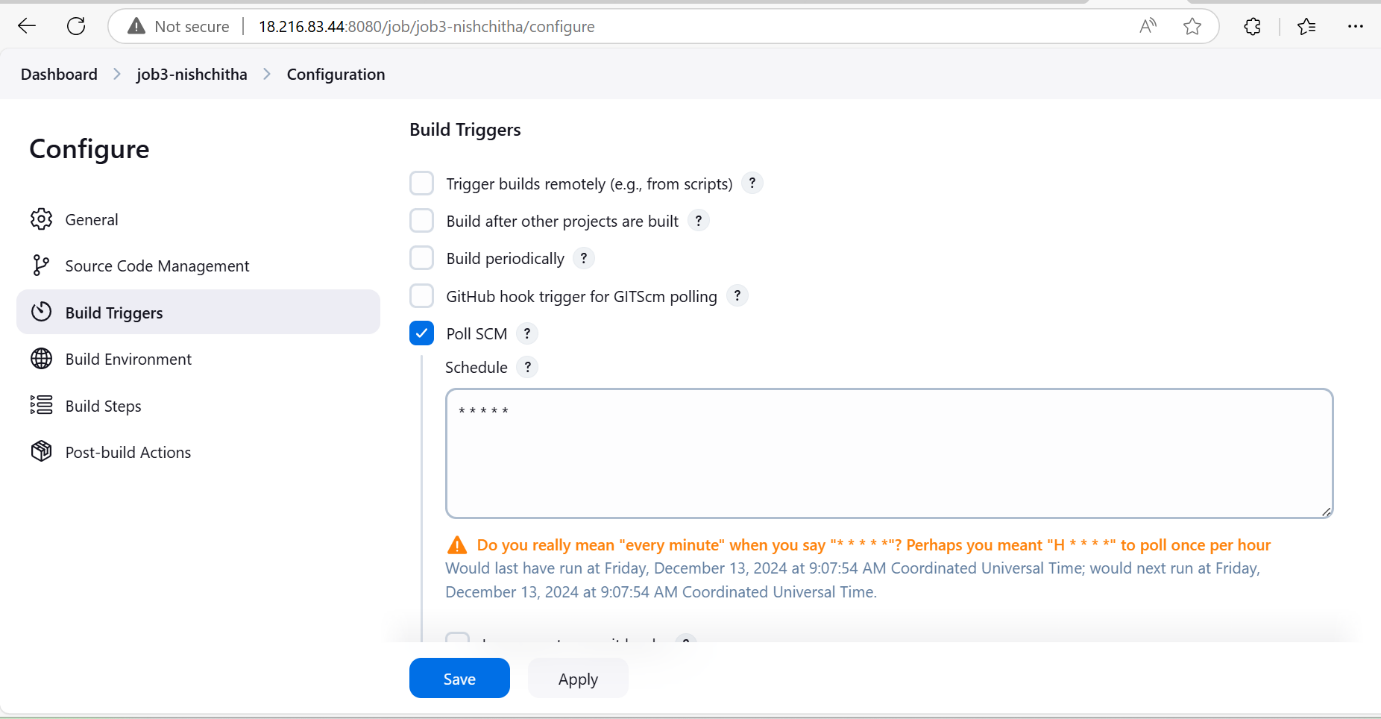 Not secure | 18.216.83.44:8080/job/job3-nishchitha/configure
Dashboard > job3-nishchitha > Configuration
Configure
General
Source Code Management
Build Triggers
Build Environment
Build Steps
Post-build Actions
Build Triggers
Trigger builds remotely (e.g., from scripts) ?
Build after other projects are built ?
Build periodically ?
GitHub hook trigger for GITScm polling ?
Poll SCM ?
Schedule ?
* * * * *
Do you really mean "every minute" when you say "* * * * *"? Perhaps you meant "H * * * *" to poll once per hour
Would last have run at Friday, December 13, 2024 at 9:07:54 AM Coordinated Universal Time; would next run at Friday,
December 13, 2024 at 9:07:54 AM Coordinated Universal Time.
Save
Apply